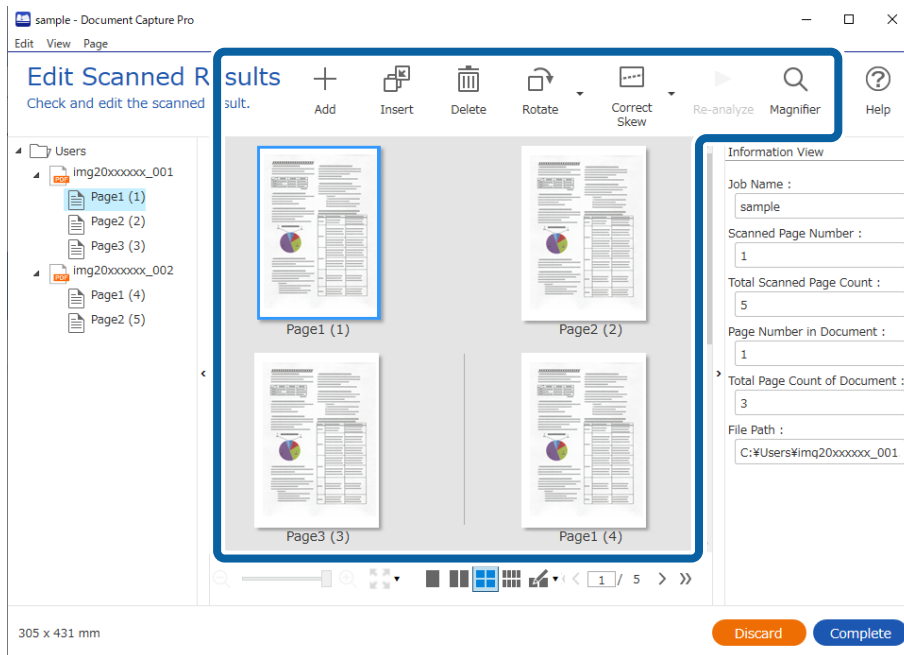 sample - Document Capture Pro
Edit View Page
Edit Scanned Results
Check and edit the scanned sult.
Add
Insert
Delete
Rotate
Correct
Skew
Re-analyze
Magnifier
Help
Users
PDF
img20xxxxxx_001
Page1 (1)
Page2 (2)
Page3 (3)
PDF
img20xxxxxx_002
Page1 (4)
Page2 (5)
Page1 (1)
Page2 (2)
Page3 (3)
Page1 (4)
Information View
Job Name :
sample
Scanned Page Number :
1
Total Scanned Page Count :
5
Page Number in Document :
1
Total Page Count of Document :
3
File Path :
C:¥Users¥img20xxxxxx_001
1 / 5
305 x 431 mm
Discard
Complete